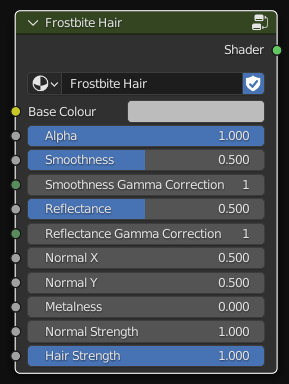 Frostbite Hair
Shader
Frostbite Hair
Base Colour
Alpha 1.000
Smoothness 0.500
Smoothness Gamma Correction 1
Reflectance 0.500
Reflectance Gamma Correction 1
Normal X 0.500
Normal Y 0.500
Metalness 0.000
Normal Strength 1.000
Hair Strength 1.000